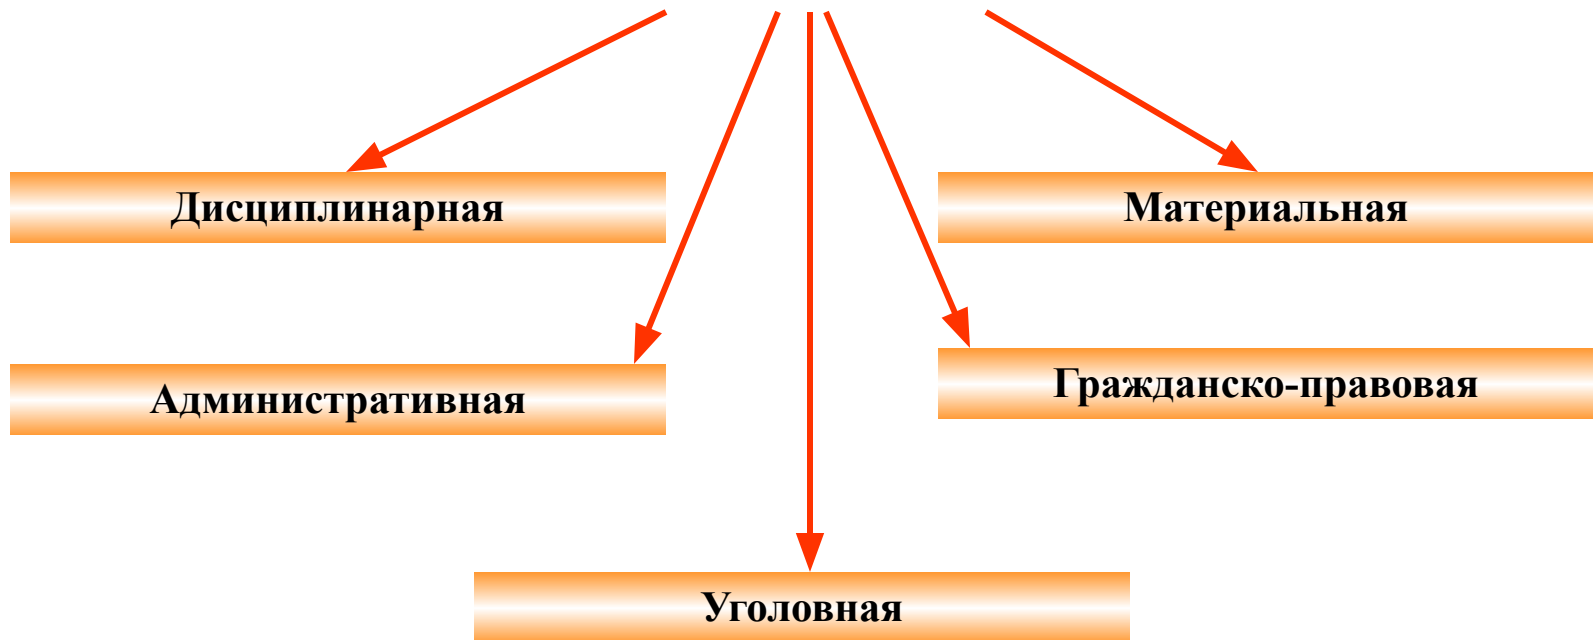 Дисциплинарная
Материальная
Административная
Гражданско-правовая
Уголовная